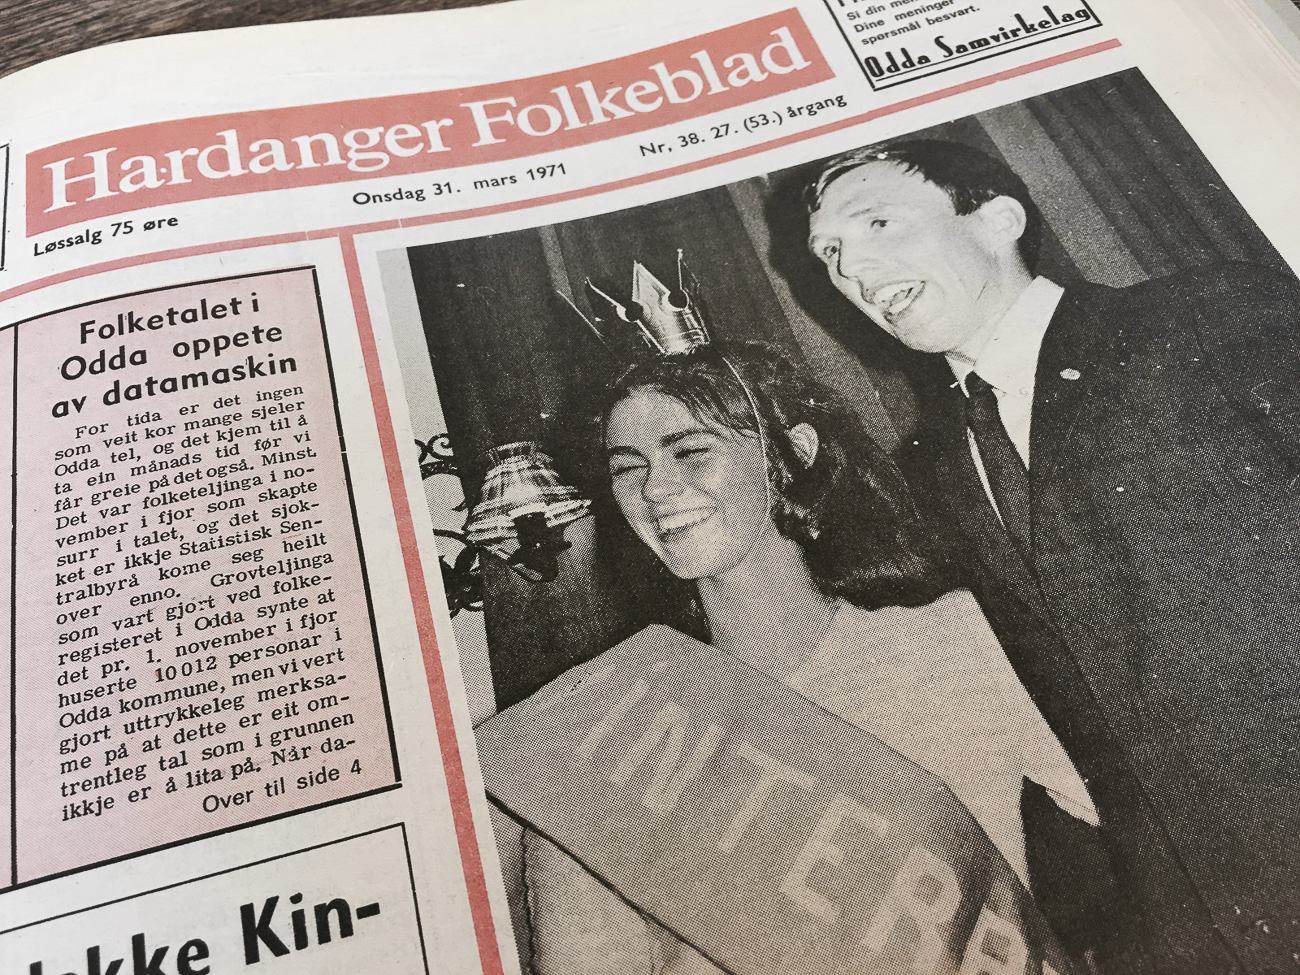 Si din
Dine meninger
spørsmål besvart.
Odda Samvirkelag
Hardanger Folkeblad
Løssalg 75 øre
Onsdag 31. mars 1971
Nr, 38. 27. (53.) årgang
Folketalet i
Odda oppete
av datamaskin
For tida er det ingen
som veit kor mange sjeler
Odda tel, og det kjem til å
ta ein månads tid før vi
får greie på det også. Minst.
Det var folketeljinga i no-
vember i fjor som skapte
surr i talet, og det sjok-
ket er ikkje Statistisk Sen-
tralbyrå kome seg heilt
over enno. Grovteljinga
som vart gjort ved folke-
registeret i Odda synte at
det pr. 1. november i fjor
huserte 10 012 personar i
Odda kommune, men vi vert
gjort uttrykkeleg merksa-
me på at dette er eit om-
trentleg tal som i grunnen
ikkje er å lita på. Når da-
Over til side 4
Kin-
INTER